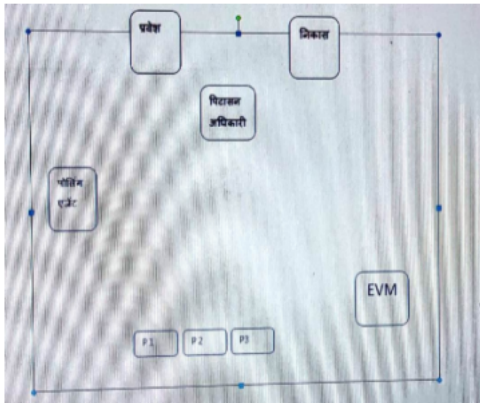 प्रवेश
निकास
पिठासन
अधिकारी
पोलिंग
एजेंट
EVM
P1
P2
P3